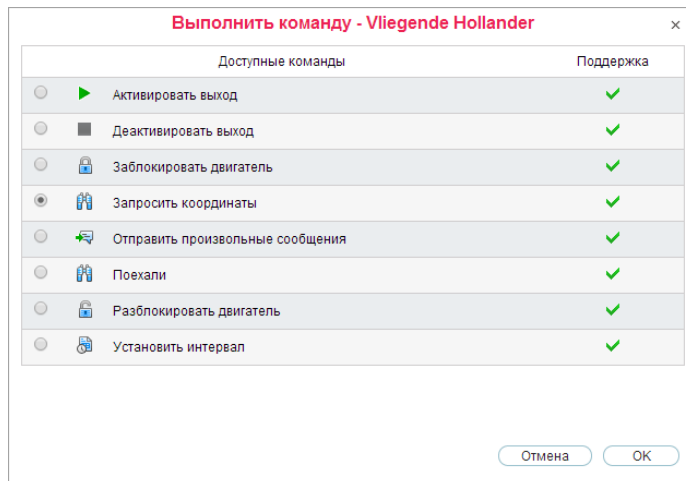 Выполнить команду - Vliegende Hollander
Доступные команды Поддержка
Активировать выход
Деактивировать выход
Заблокировать двигатель
Запросить координаты
Отправить произвольные сообщения
Поехали
Разблокировать двигатель
Установить интервал
Отмена OK